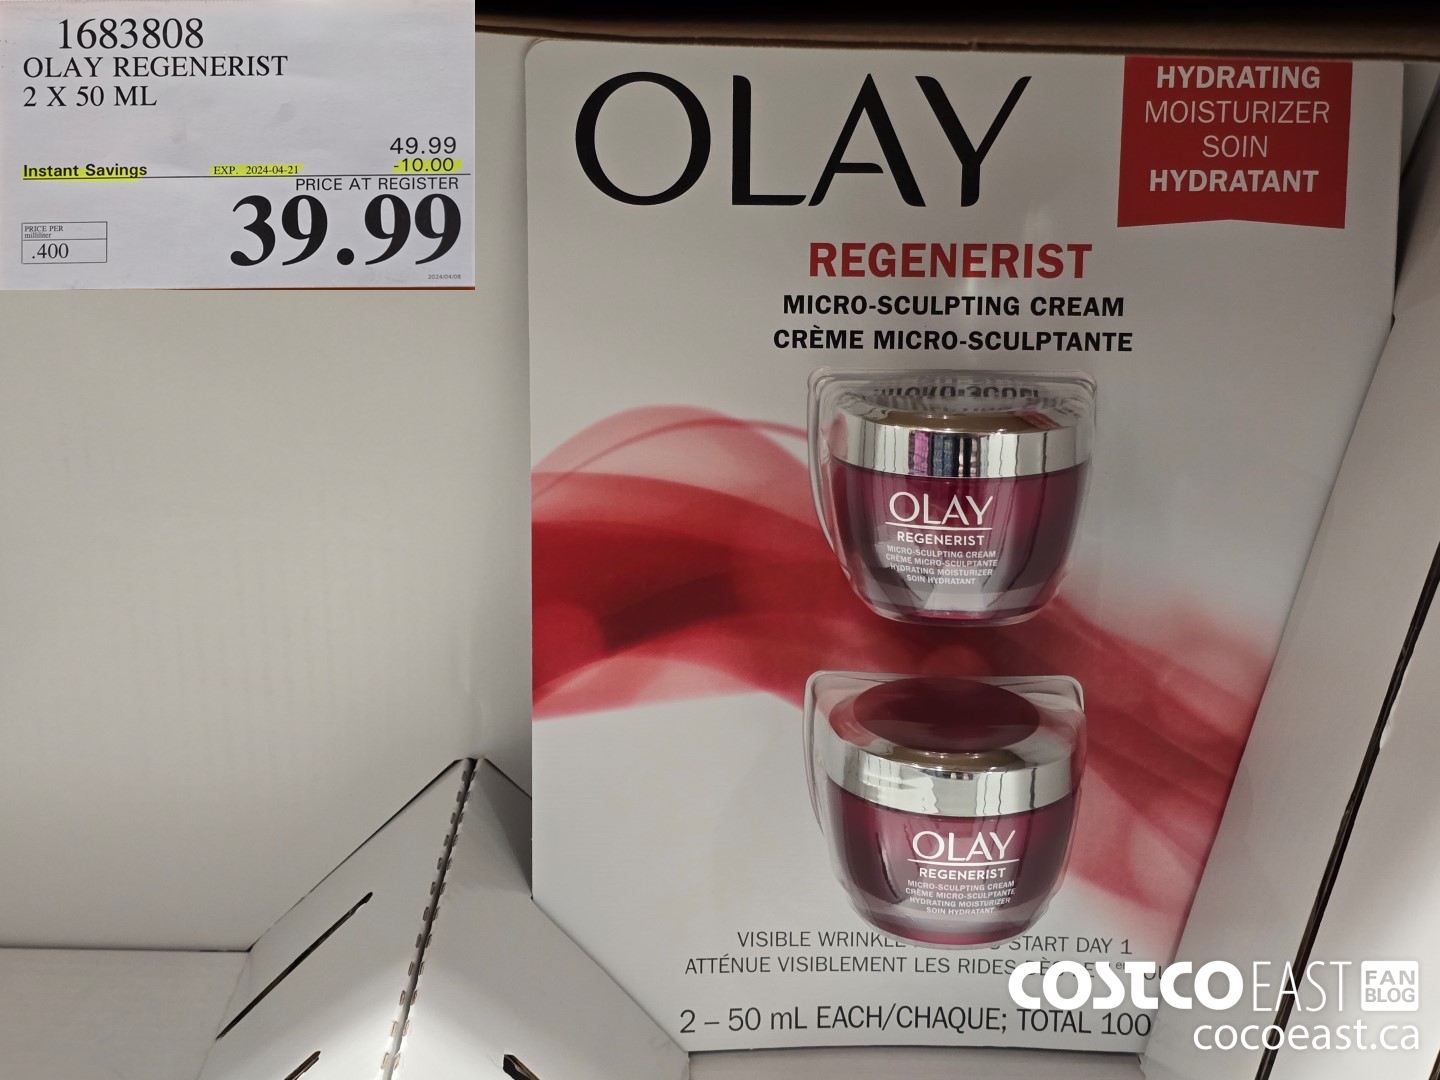 1683808
OLAY REGENERIST
2 X 50 ML
49.99
Instant Savings EXP. 2024-04-21 -10.00
PRICE AT REGISTER
39.99
PRICE PER
milliliter
.400
2024/04/08
OLAY
HYDRATING
MOISTURIZER
SOIN
HYDRATANT
REGENERIST
MICRO-SCULPTING CREAM
CRÈME MICRO-SCULPTANTE
OLAY
REGENERIST
MICRO-SCULPTING CREAM
CRÈME MICRO-SCULPTANTE
HYDRATING MOISTURIZER
SOIN HYDRATANT
OLAY
REGENERIST
MICRO-SCULPTING CREAM
CRÈME MICRO-SCULPTANTE
HYDRATING MOISTURIZER
SOIN HYDRATANT
VISIBLE START DAY 1
ATTÉNUE VISIBLEMENT LES RIDES
2 – 50 mL EACH/CHAQUE; TOTAL 100
COSTCO EAST FAN BLOG
cocoeast.ca